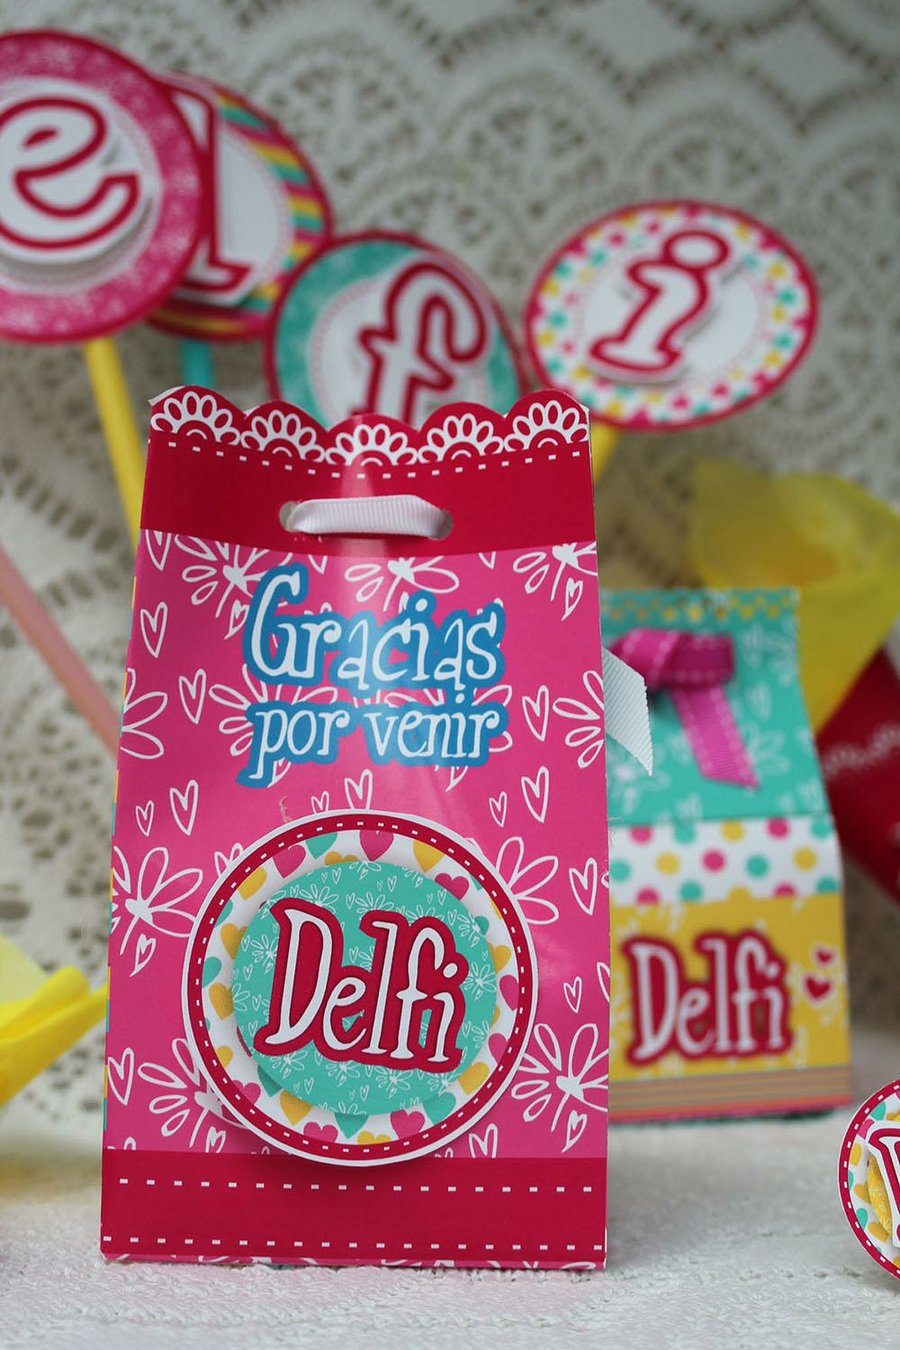 e
l
f
i
Gracias
por venir
Delfi
Delfi